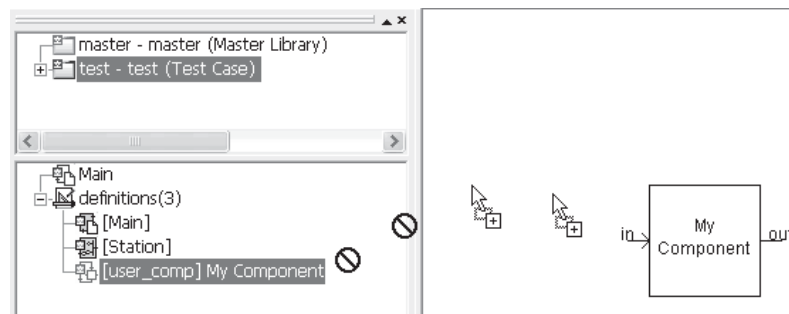 master - master (Master Library)
test - test (Test Case)
Main
definitions(3)
[Main]
[Station]
[user_comp] My Component
in
My
Component
out